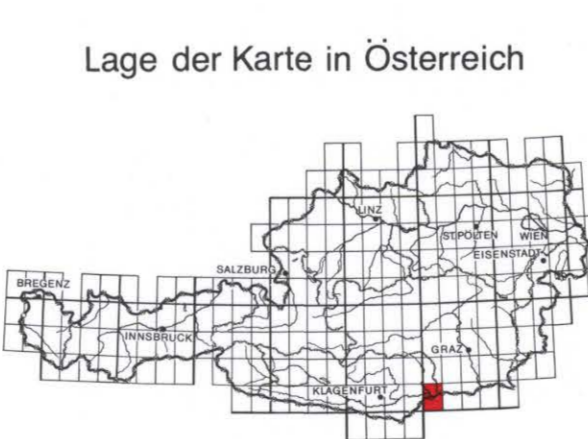 Lage der Karte in Österreich
LINZ
ST.PÖLTEN
WIEN
EISENSTADT
SALZBURG
BREGENZ
INNSBRUCK
GRAZ
KLAGENFURT